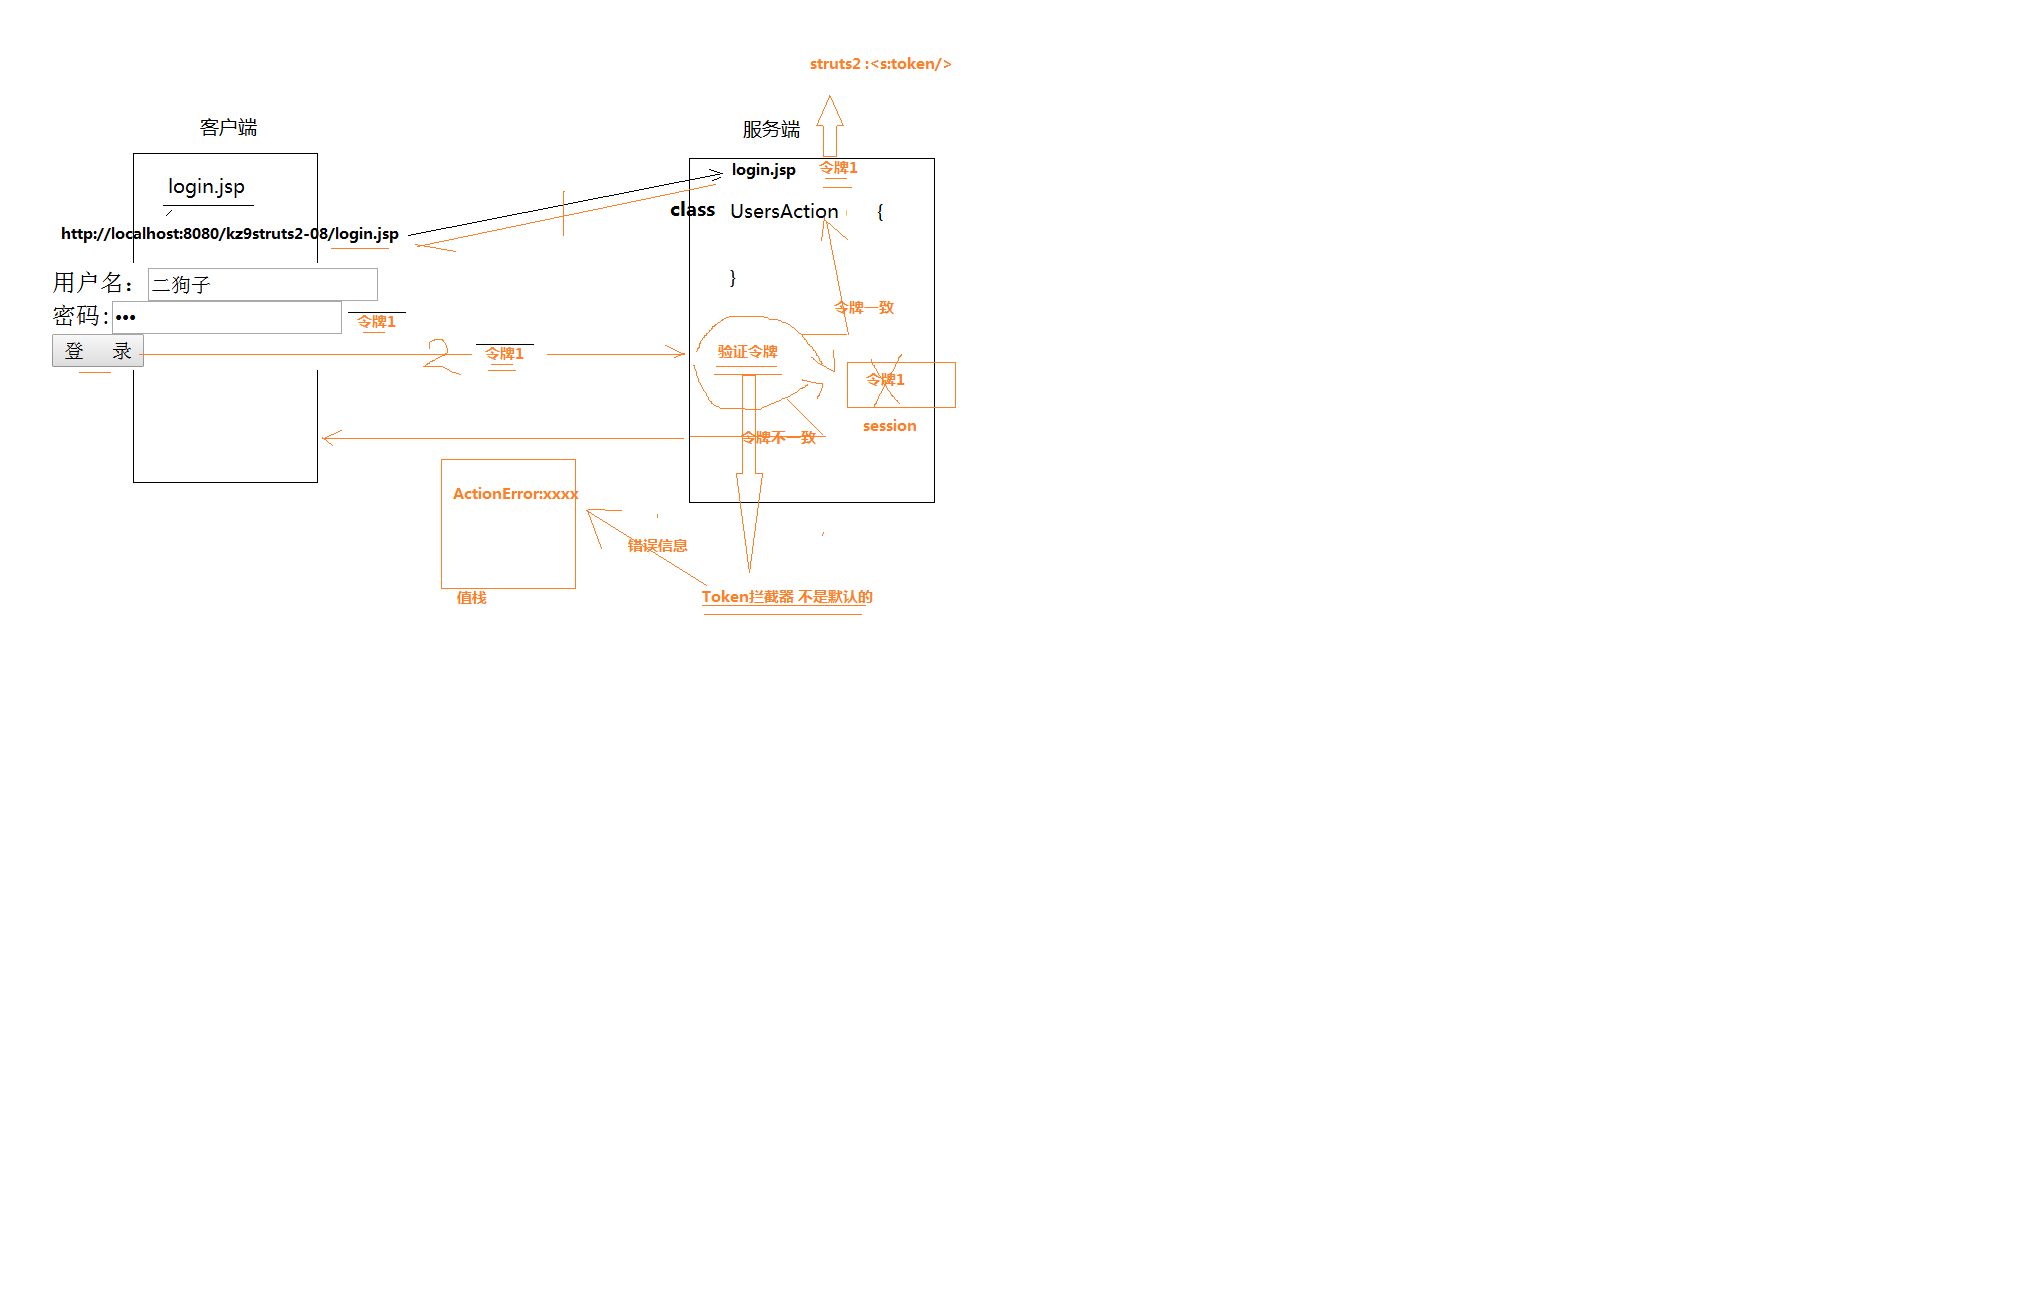 struts2 :<s:token/>
客户端
服务端
login.jsp
login.jsp
令牌1
class UsersAction {
http://localhost:8080/kz9struts2-08/login.jsp
}
用户名：二狗子
密码:•••
令牌1
令牌一致
登 录
2
令牌1
验证令牌
令牌1
session
令牌不一致
ActionError:xxxx
错误信息
值栈
Token拦截器 不是默认的